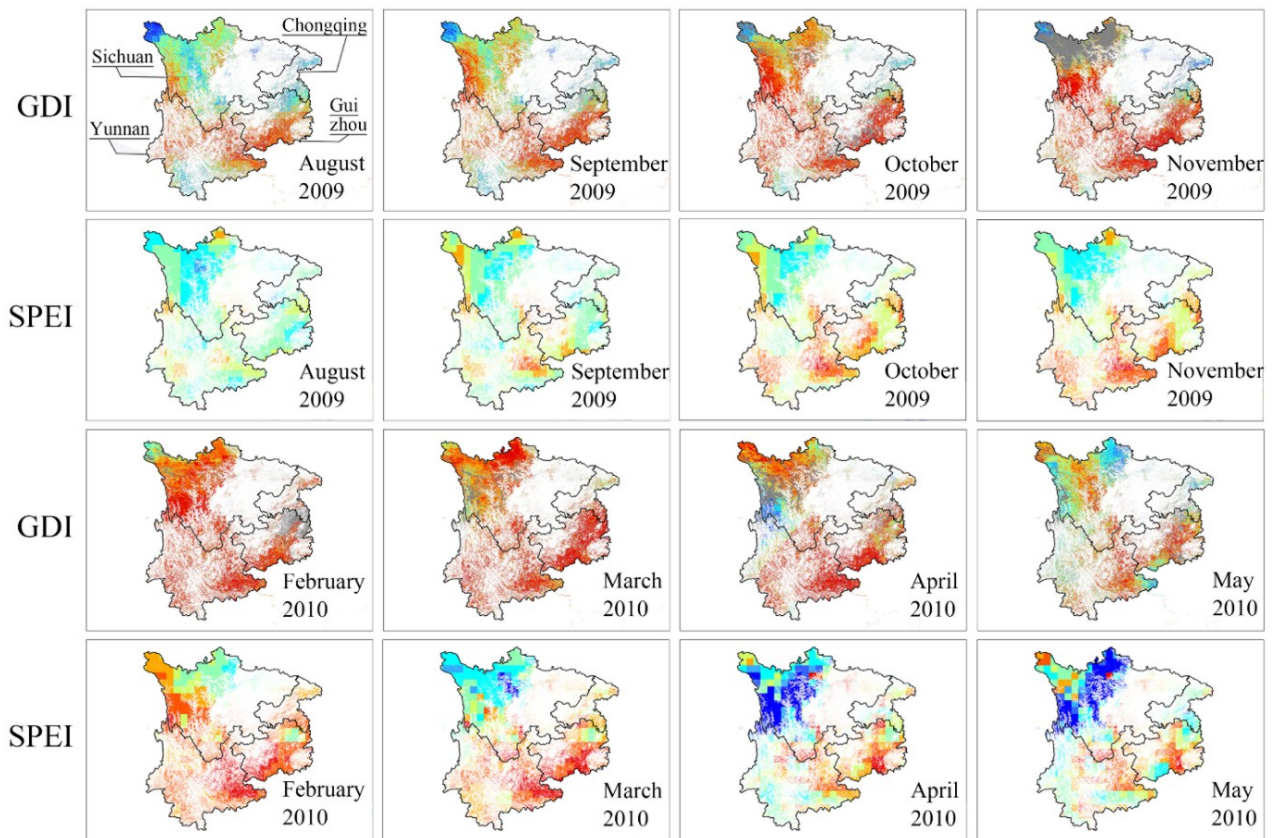 GDI
Chongqing
Sichuan
Yunnan
Gui
zhou
August
2009
September
2009
October
2009
November
2009
SPEI
August
2009
September
2009
October
2009
November
2009
GDI
February
2010
March
2010
April
2010
May
2010
SPEI
February
2010
March
2010
April
2010
May
2010